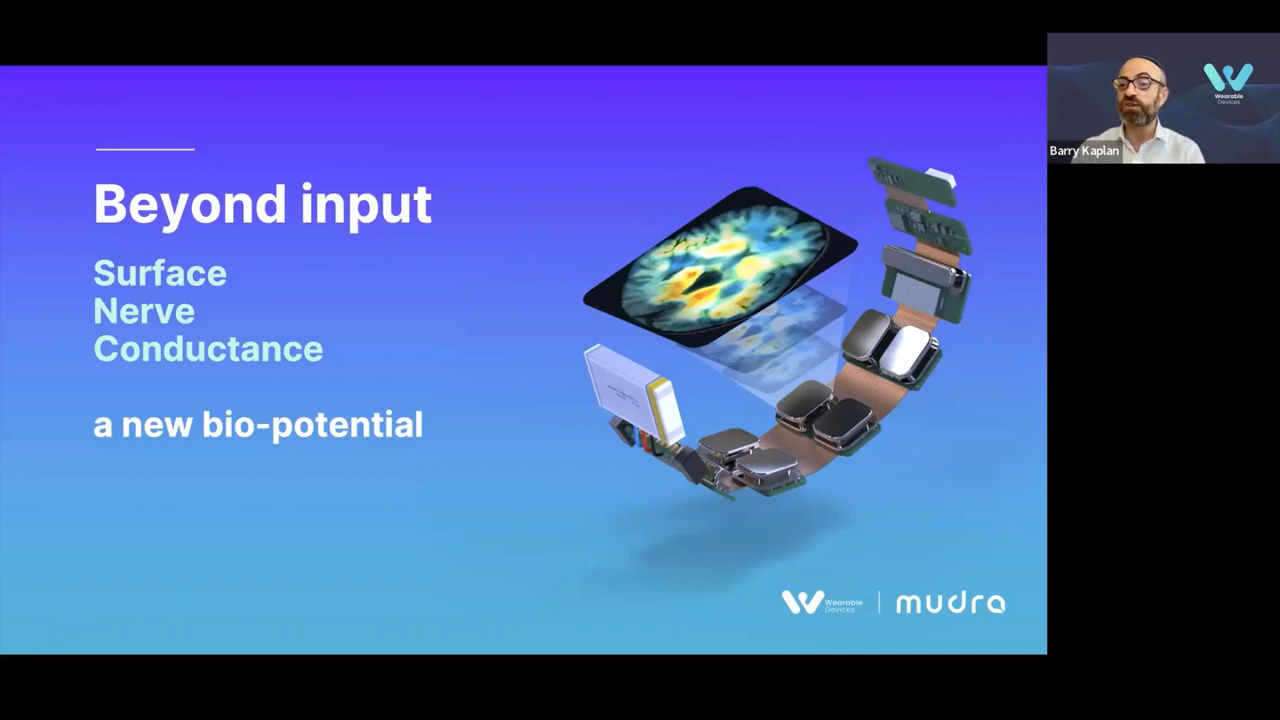 Beyond input
Surface
Nerve
Conductance
a new bio-potential
Wearable
Devices
mudra
Wearable
Devices
Barry Kaplan